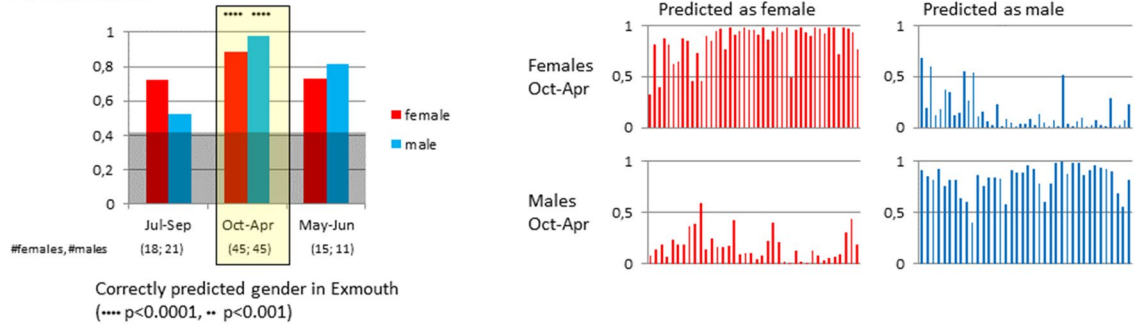 •••• ••••
1
0,8
0,6
0,4
0,2
0
female
male
Jul-Sep Oct-Apr May-Jun
#females, #males (18; 21) (45; 45) (15; 11)
Correctly predicted gender in Exmouth
(•••• p<0.0001, •• p<0.001)
Predicted as female Predicted as male
Females
Oct-Apr
1
0,5
0
1
0,5
0
Males
Oct-Apr
1
0,5
0
1
0,5
0